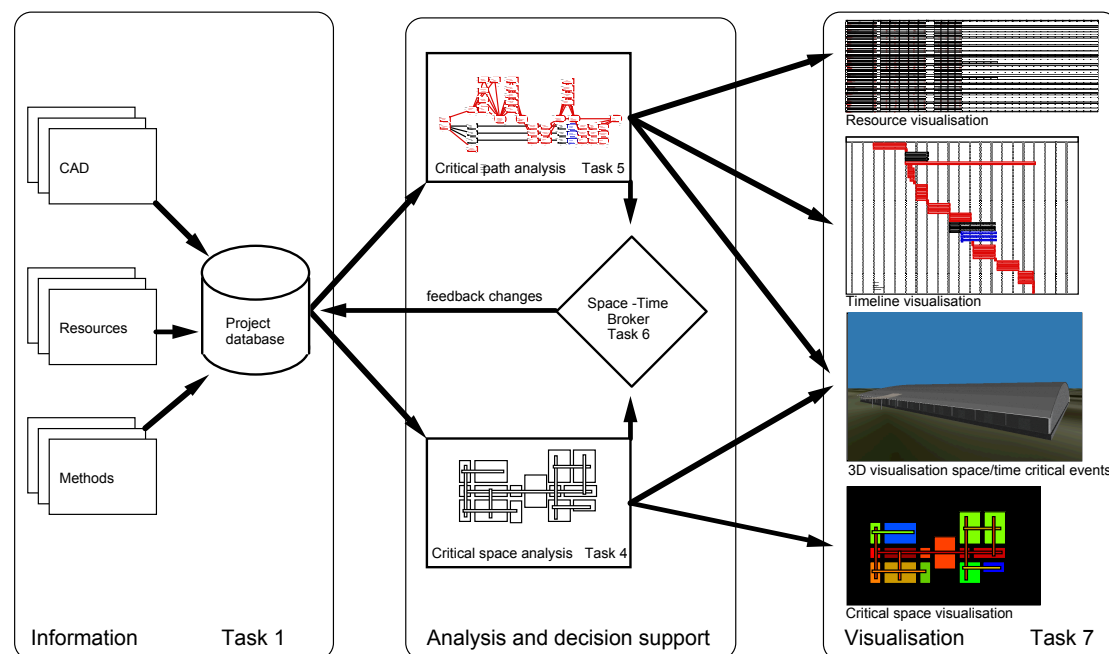 CAD
Resources
Methods
Project
database
Information Task 1
Critical path analysis Task 5
feedback changes
Space -Time
Broker
Task 6
Critical space analysis Task 4
Analysis and decision support
Resource visualisation
Timeline visualisation
3D visualisation space/time critical events
Critical space visualisation
Visualisation Task 7